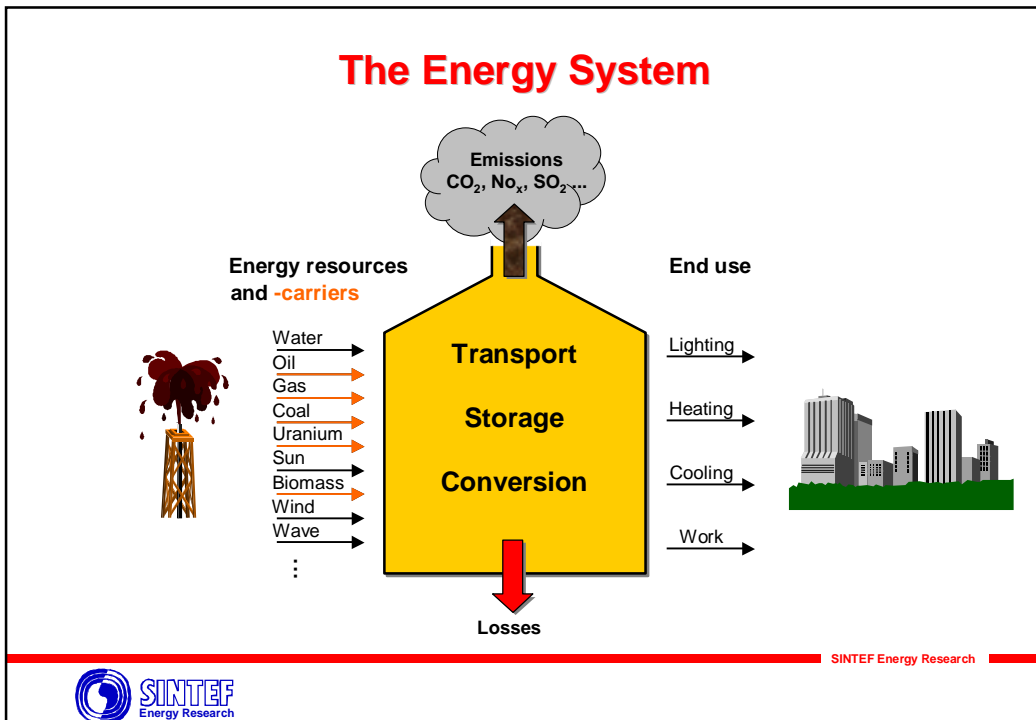 The Energy System
Emissions
CO₂, Noₓ, SO₂ ...
Energy resources
and -carriers
End use
Water
Oil
Gas
Coal
Uranium
Sun
Biomass
Wind
Wave
...
Transport
Storage
Conversion
Lighting
Heating
Cooling
Work
Losses
SINTEF Energy Research
SINTEF
Energy Research